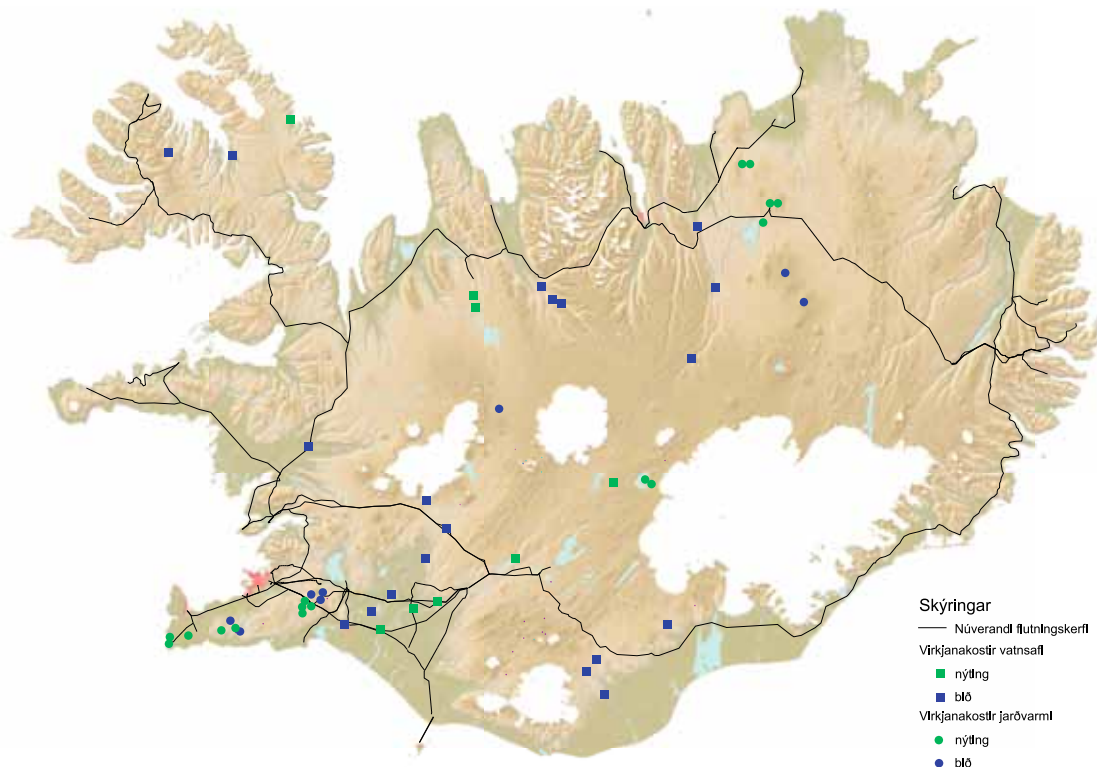 Skýringar
Núverandi flutningskerfi
Virkjanakostir vatnsafl
nýting
bið
Virkjanakostir jarðvarmi
nýting
bið